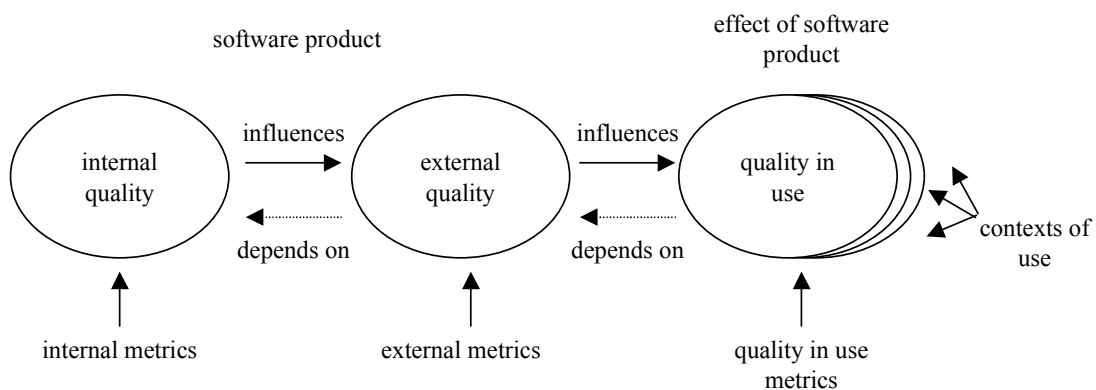 software product
effect of software
product
internal
quality
influences
depends on
external
quality
influences
depends on
quality in
use
contexts of
use
internal metrics
external metrics
quality in use
metrics